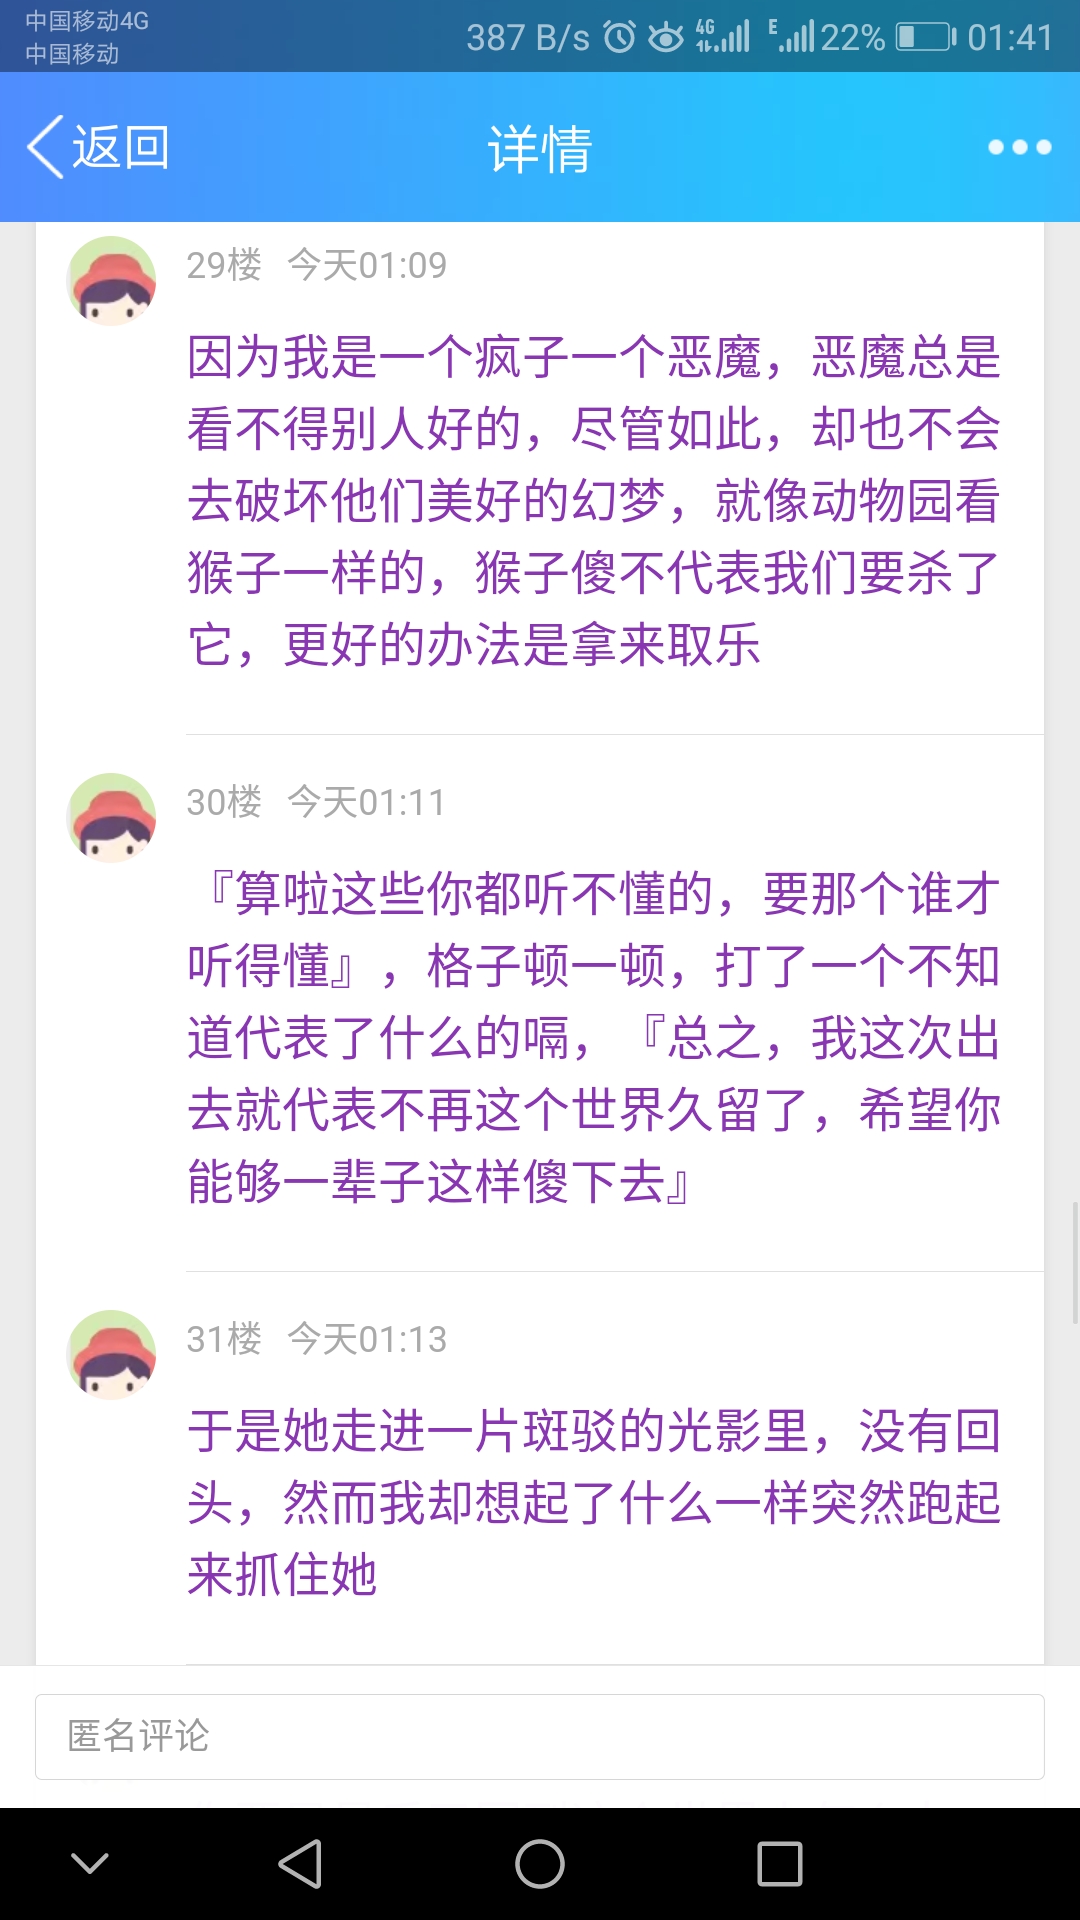 中国移动4G
中国移动
387 B/s 4G E 22% 01:41
返回 详情
29楼 今天01:09
因为我是一个疯子一个恶魔，恶魔总是
看不得别人好的，尽管如此，却也不会
去破坏他们美好的幻梦，就像动物园看
猴子一样的，猴子傻不代表我们要杀了
它，更好的办法是拿来取乐
30楼 今天01:11
『算啦这些你都听不懂的，要那个谁才
听得懂』，格子顿一顿，打了一个不知
道代表了什么的嗝，『总之，我这次出
去就代表不再这个世界久留了，希望你
能够一辈子这样傻下去』
31楼 今天01:13
于是她走进一片斑驳的光影里，没有回
头，然而我却想起了什么一样突然跑起
来抓住她
匿名评论